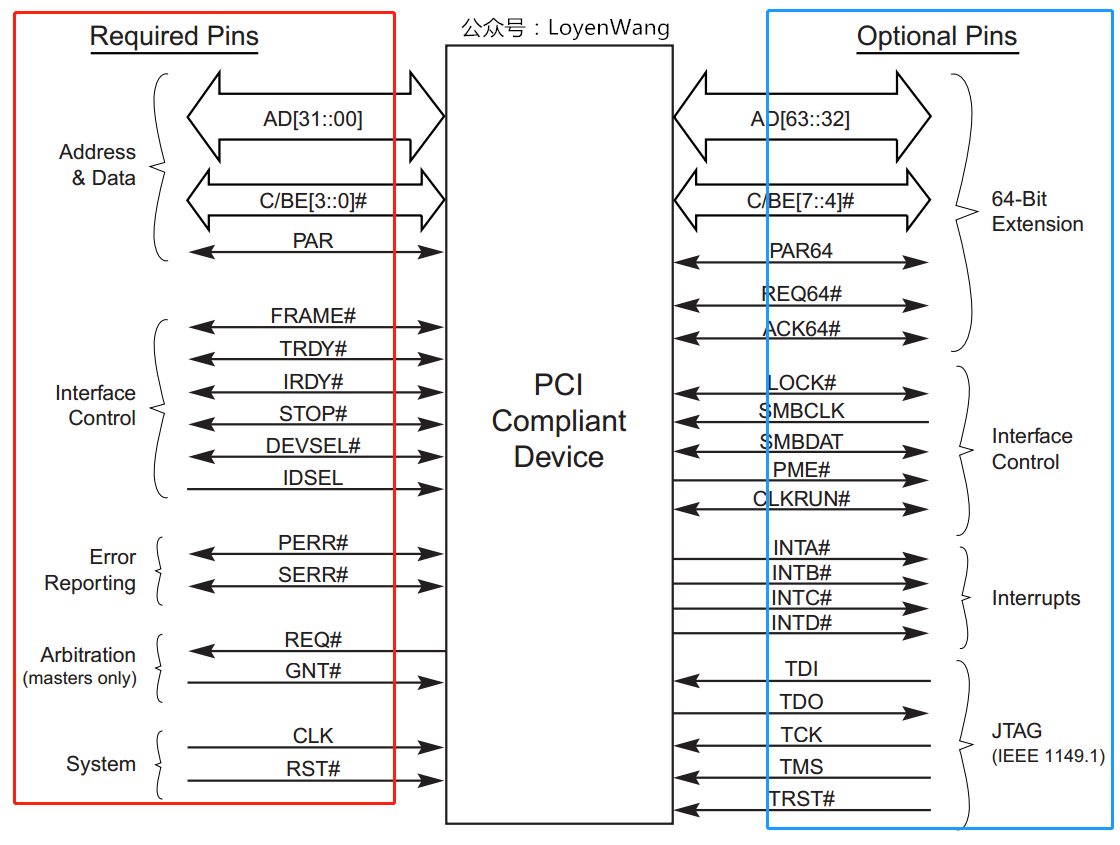 公众号：LoyenWang
Required Pins
Address
& Data
AD[31::00]
C/BE[3::0]#
PAR
Interface
Control
FRAME#
TRDY#
IRDY#
STOP#
DEVSEL#
IDSEL
Error
Reporting
PERR#
SERR#
Arbitration
(masters only)
REQ#
GNT#
System
CLK
RST#
PCI
Compliant
Device
Optional Pins
AD[63::32]
C/BE[7::4]#
PAR64
REQ64#
ACK64#
64-Bit
Extension
LOCK#
SMBCLK
SMBDAT
PME#
CLKRUN#
Interface
Control
INTA#
INTB#
INTC#
INTD#
Interrupts
TDI
TDO
TCK
TMS
TRST#
JTAG
(IEEE 1149.1)